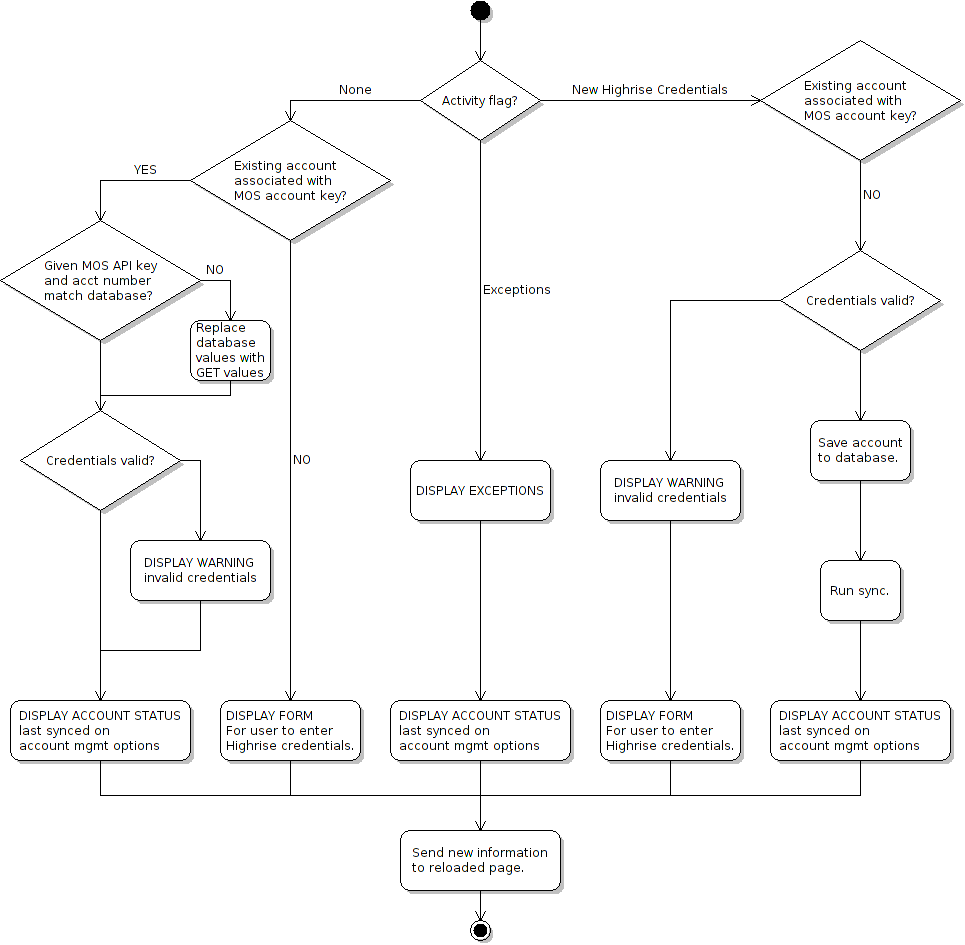 Activity flag?
None
New Highrise Credentials
Existing account
associated with
MOS account key?
Existing account
associated with
MOS account key?
YES
NO
Given MOS API key
and acct number
match database?
NO
Replace
database
values with
GET values
Exceptions
Credentials valid?
Credentials valid?
NO
Save account
to database.
DISPLAY EXCEPTIONS
DISPLAY WARNING
invalid credentials
DISPLAY WARNING
invalid credentials
Run sync.
DISPLAY ACCOUNT STATUS
last synced on
account mgmt options
DISPLAY FORM
For user to enter
Highrise credentials.
DISPLAY ACCOUNT STATUS
last synced on
account mgmt options
DISPLAY FORM
For user to enter
Highrise credentials.
DISPLAY ACCOUNT STATUS
last synced on
account mgmt options
Send new information
to reloaded page.